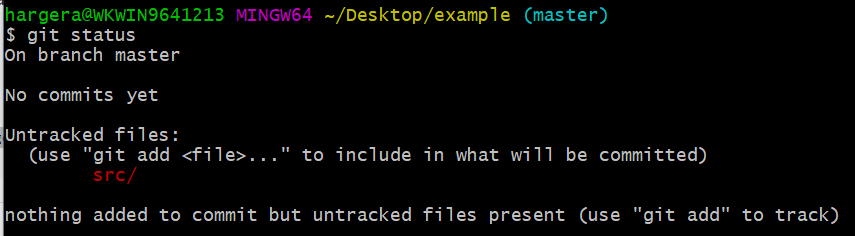 hargera@WKWIN9641213 MINGW64 ~/Desktop/example (master)
$ git status
On branch master
No commits yet
Untracked files:
(use "git add <file>..." to include in what will be committed)
src/
nothing added to commit but untracked files present (use "git add" to track)